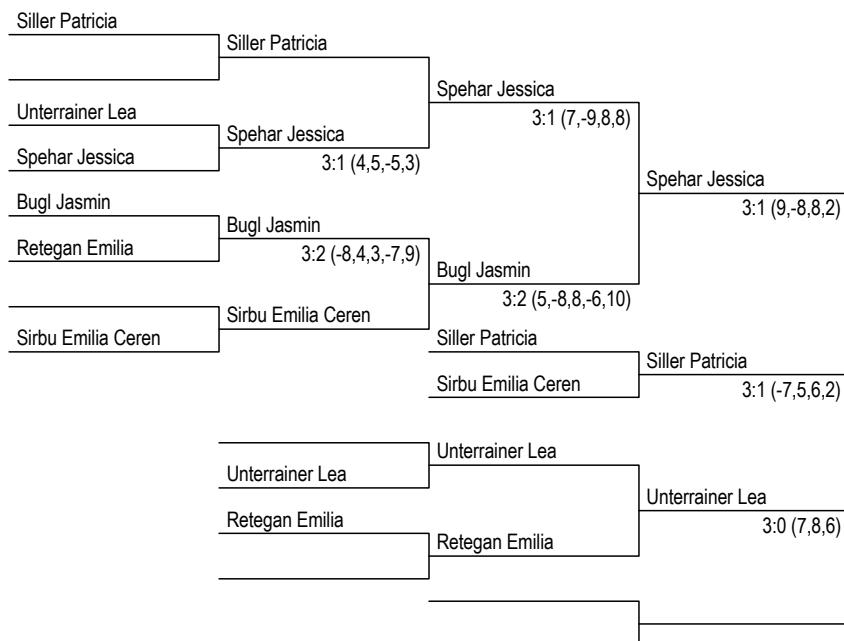 Siller Patricia
Siller Patricia
Spehar Jessica
Unterrainer Lea
3:1 (7,-9,8,8)
Spehar Jessica
Spehar Jessica
3:1 (4,5,-5,3)
Spehar Jessica
3:1 (9,-8,8,2)
Bugl Jasmin
Bugl Jasmin
Retegan Emilia
3:2 (-8,4,3,-7,9)
Bugl Jasmin
3:2 (5,-8,8,-6,10)
Sirbu Emilia Ceren
Sirbu Emilia Ceren
Siller Patricia
Siller Patricia
Sirbu Emilia Ceren
3:1 (-7,5,6,2)
Unterrainer Lea
Unterrainer Lea
Unterrainer Lea
Retegan Emilia
3:0 (7,8,6)
Retegan Emilia